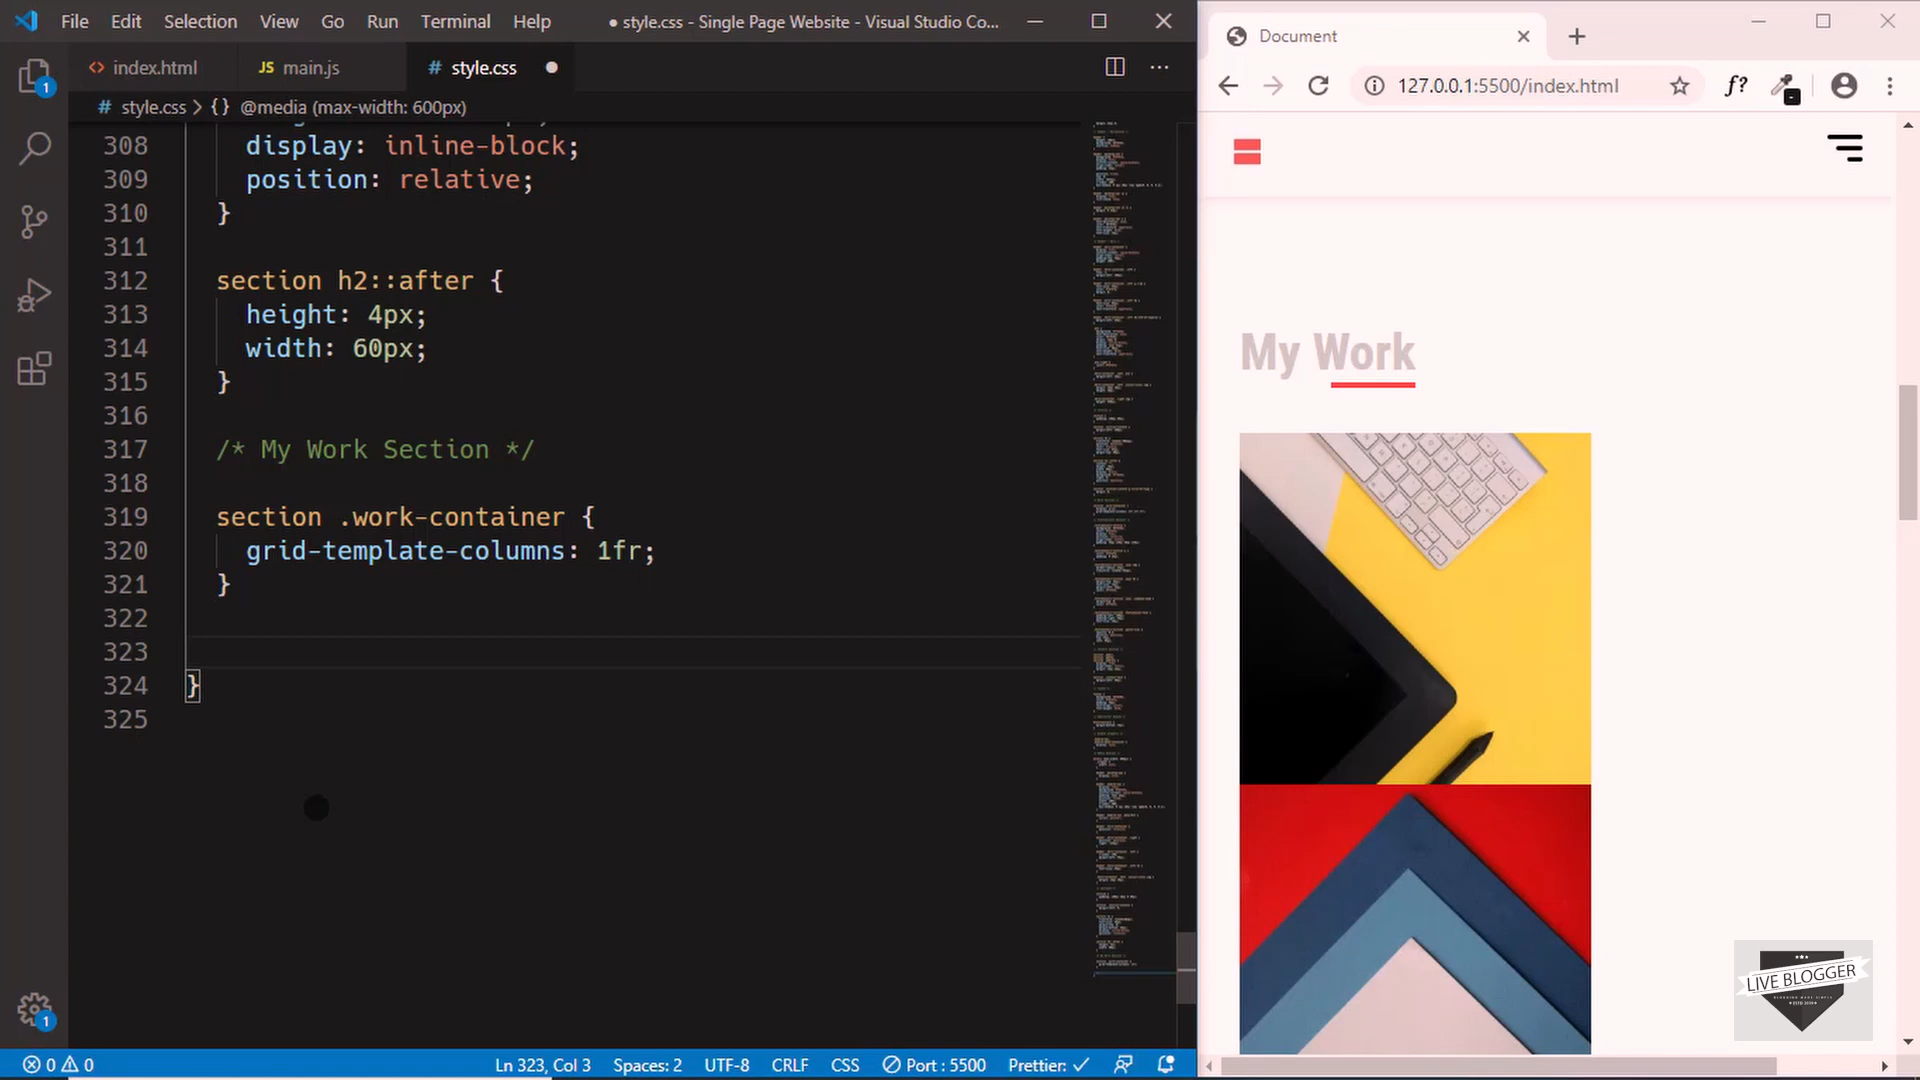 File Edit Selection View Go Run Terminal Help
● style.css - Single Page Website - Visual Studio Co...
index.html
JS main.js
# style.css
# style.css > {} @media (max-width: 600px)
308 display: inline-block;
309 position: relative;
310 }
311
312 section h2::after {
313 height: 4px;
314 width: 60px;
315 }
316
317 /* My Work Section */
318
319 section .work-container {
320 grid-template-columns: 1fr;
321 }
322
323
324 }
325
1
1
0 0
Ln 323, Col 3
Spaces: 2
UTF-8
CRLF
CSS
Port : 5500
Prettier: ✓
Document
127.0.0.1:5500/index.html
f?
My Work
LIVE BLOGGER